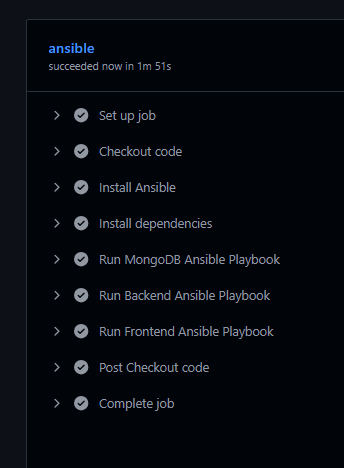 ansible
succeeded now in 1m 51s
Set up job
Checkout code
Install Ansible
Install dependencies
Run MongoDB Ansible Playbook
Run Backend Ansible Playbook
Run Frontend Ansible Playbook
Post Checkout code
Complete job